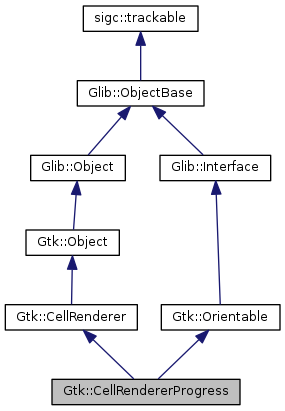 sigc::trackable
Glib::ObjectBase
Glib::Object
Glib::Interface
Gtk::Object
Gtk::CellRenderer
Gtk::Orientable
Gtk::CellRendererProgress